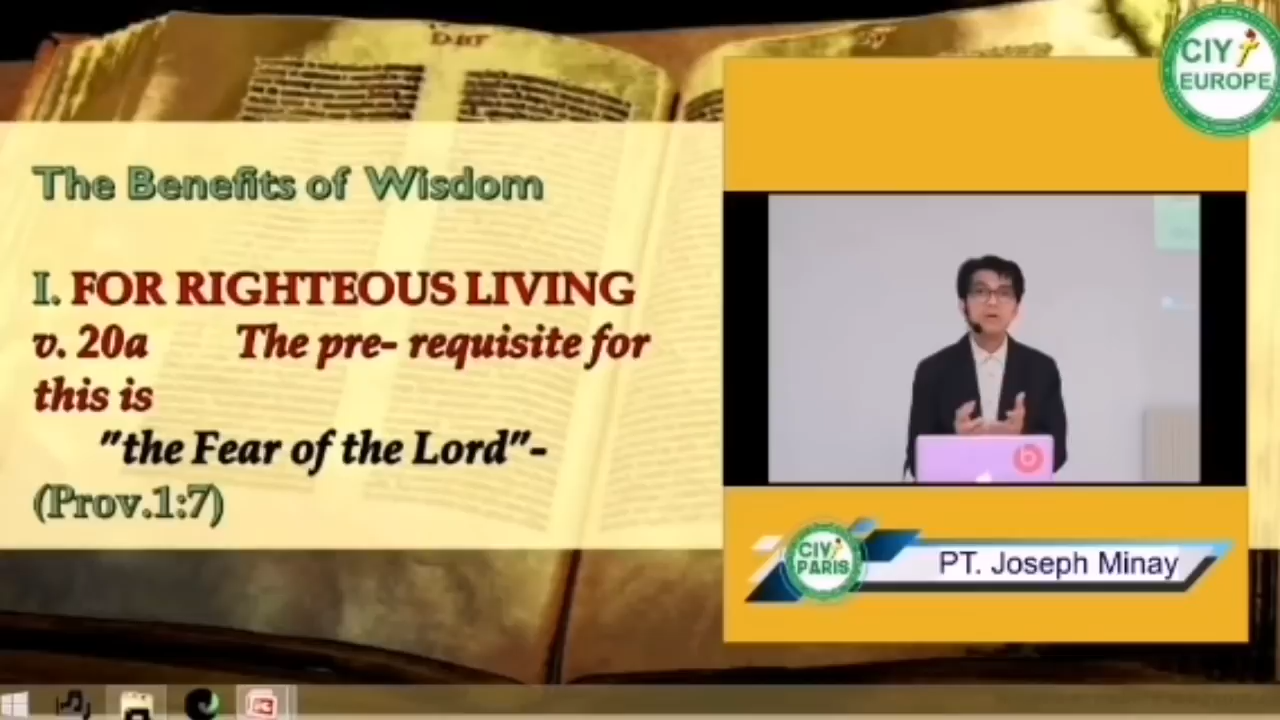 The Benefits of Wisdom
I. FOR RIGHTEOUS LIVING
v. 20a The pre- requisite for
this is
"the Fear of the Lord"-
(Prov.1:7)
CIY
EUROPE
CIY
PARIS
PT. Joseph Minay